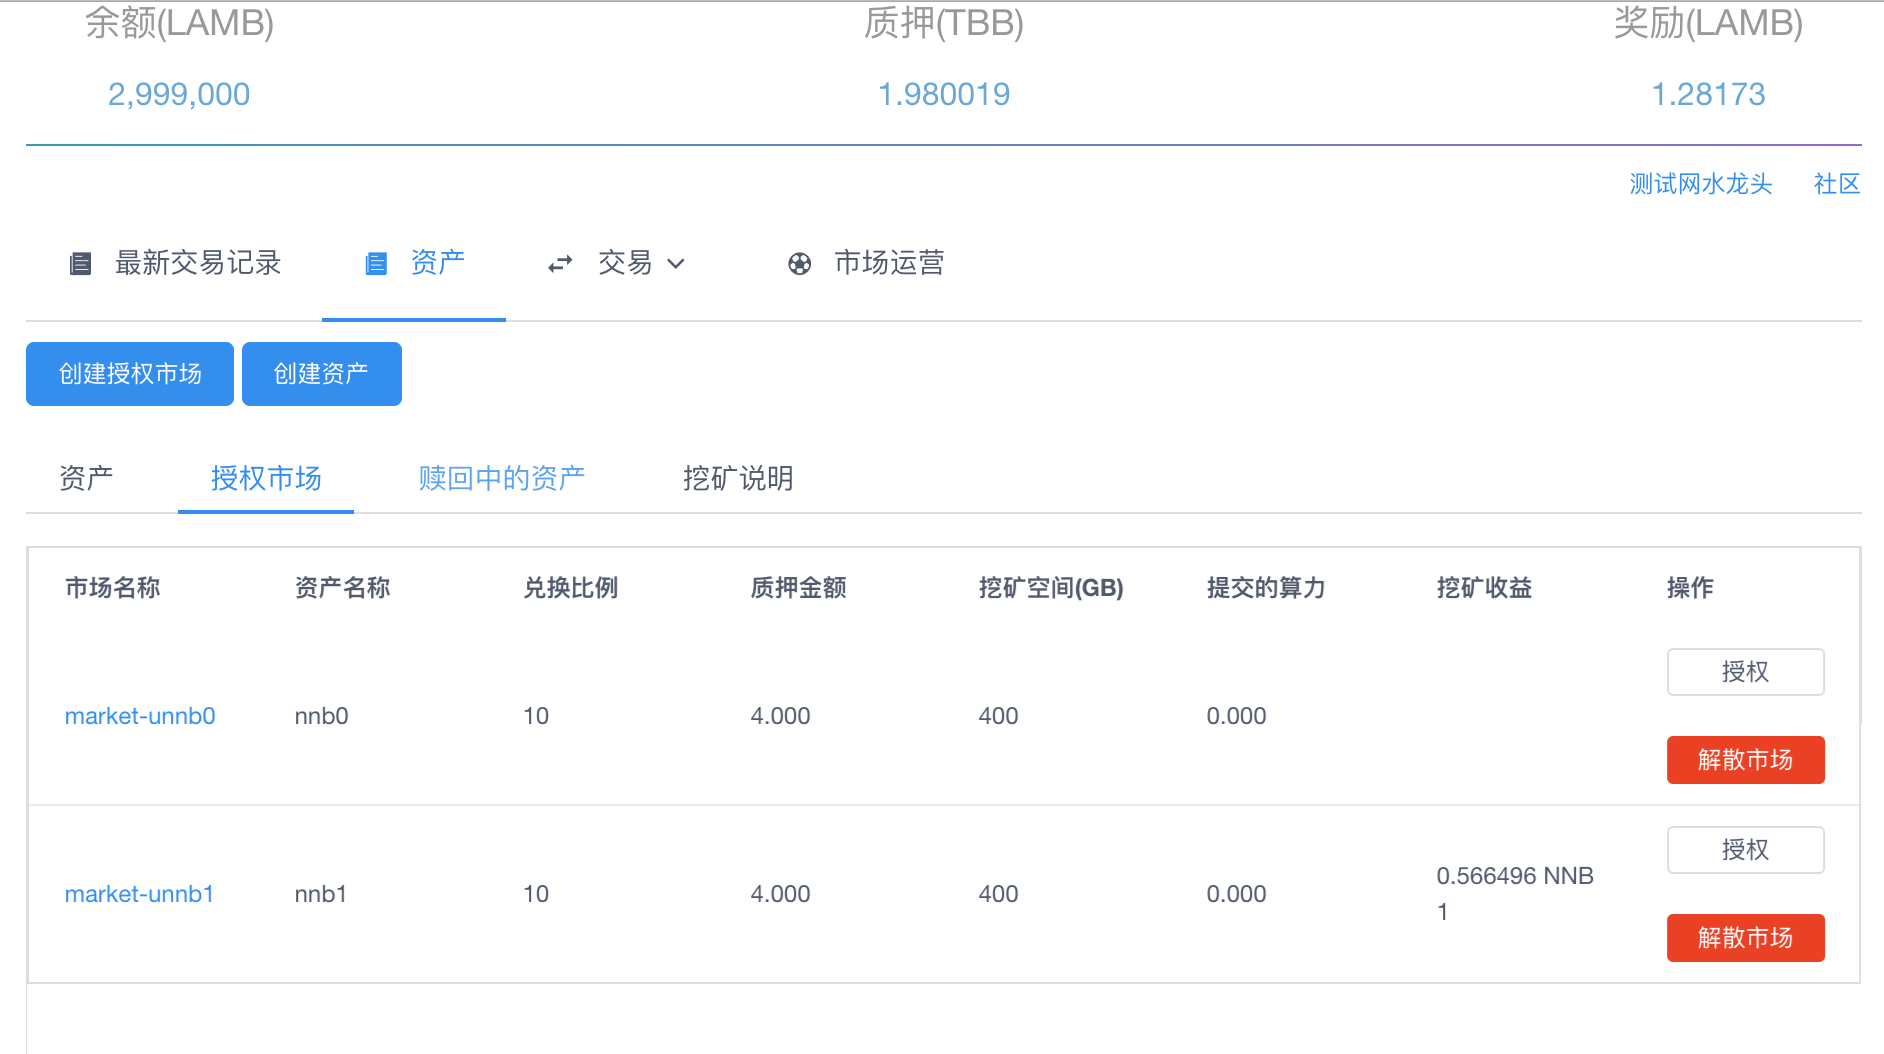 余额(LAMB) 质押(TBB) 奖励(LAMB)
2,999,000 1.980019 1.28173
测试网水龙头 社区
最新交易记录 资产 交易 市场运营
创建授权市场 创建资产
资产 授权市场 赎回中的资产 挖矿说明
市场名称 资产名称 兑换比例 质押金额 挖矿空间(GB) 提交的算力 挖矿收益 操作
授权
market-unnb0 nnb0 10 4.000 400 0.000
解散市场
授权
market-unnb1 nnb1 10 4.000 400 0.000 0.566496 NNB
1
解散市场